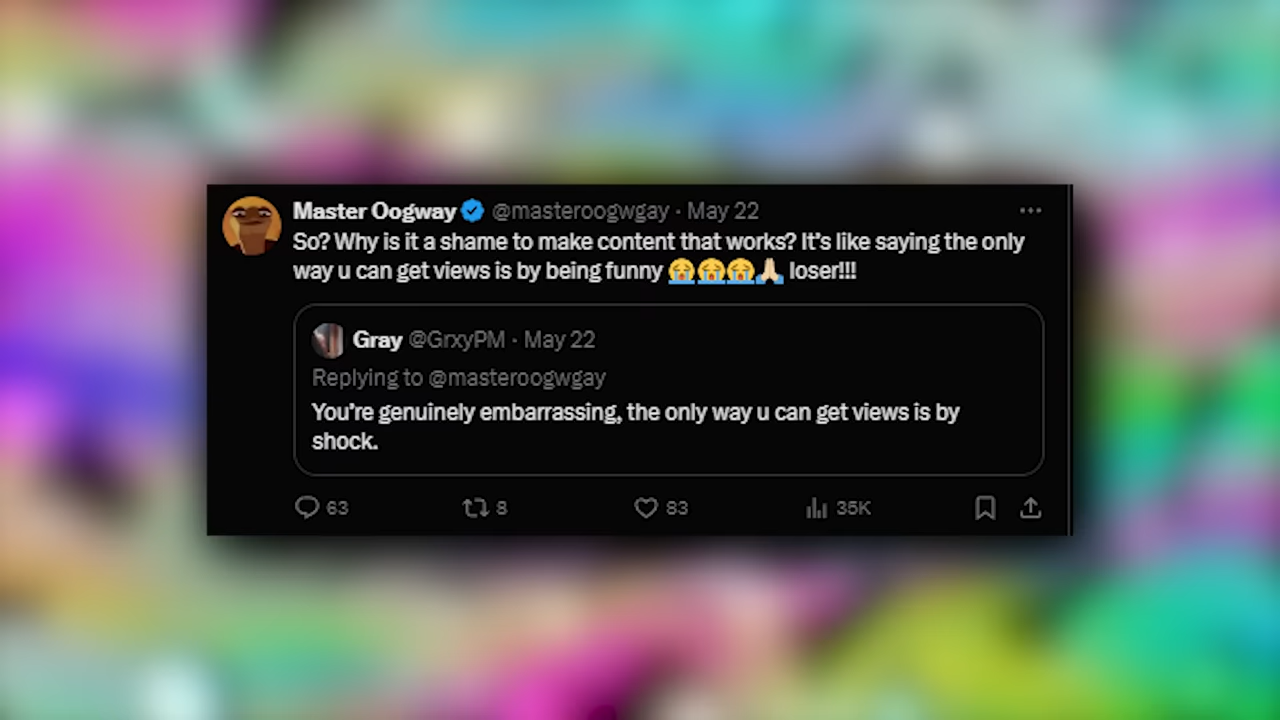 Master Oogway @masteroogwgay · May 22
So? Why is it a shame to make content that works? It’s like saying the only
way u can get views is by being funny 😭😭😭🙏🏻 loser!!!
Gray @GrxyPM · May 22
Replying to @masteroogwgay
You’re genuinely embarrassing, the only way u can get views is by
shock.
63 8 83 35K